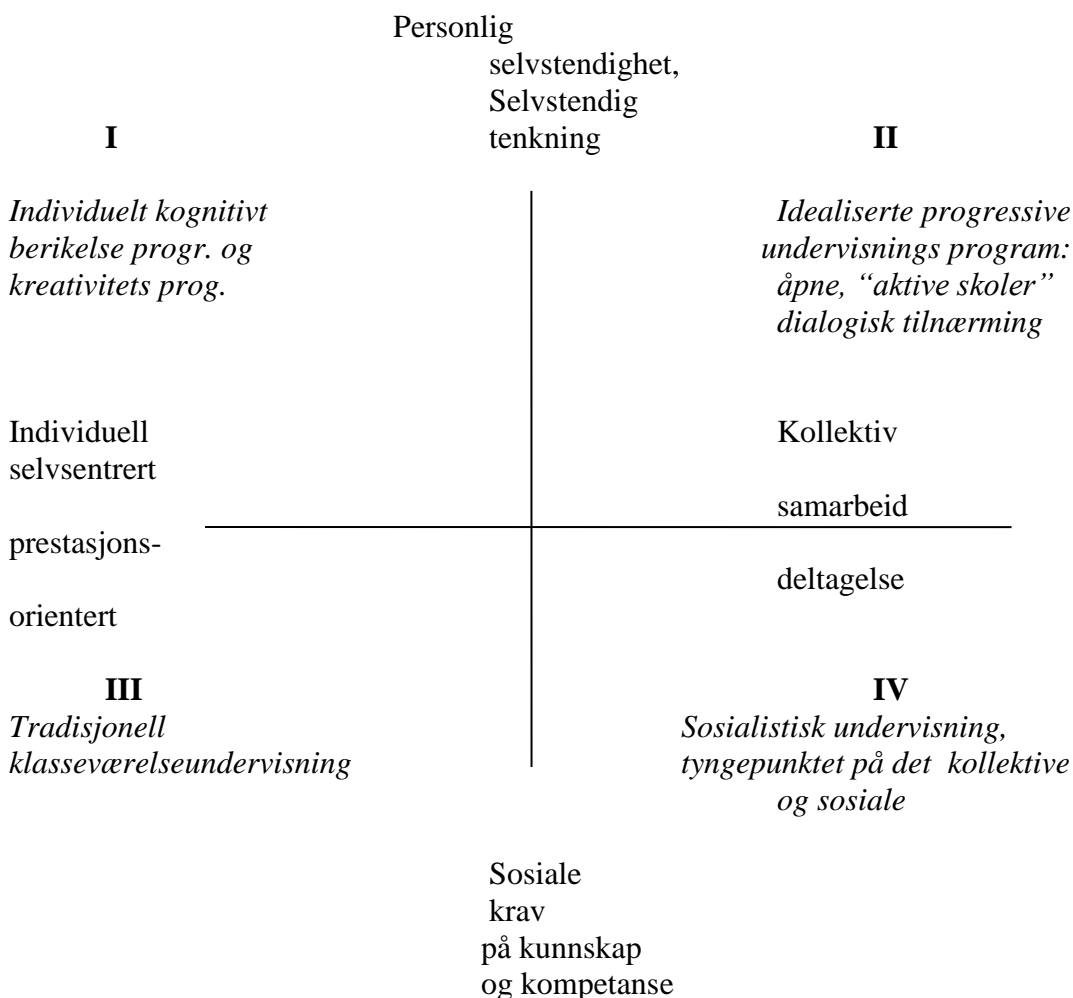 Personlig
selvstendighet,
Selvstendig
I tenkning II
Individuelt kognitivt
berikelse progr. og
kreativitets prog.
Idealiserte progressive
undervisnings program:
åpne, “aktive skoler”
dialogisk tilnærming
Individuell
selvsentrert
prestasjons-
orientert
Kollektiv
samarbeid
deltagelse
III
Tradisjonell
klasseværelseundervisning
IV
Sosialistisk undervisning,
tyngepunktet på det kollektive
og sosiale
Sosiale
krav
på kunnskap
og kompetanse